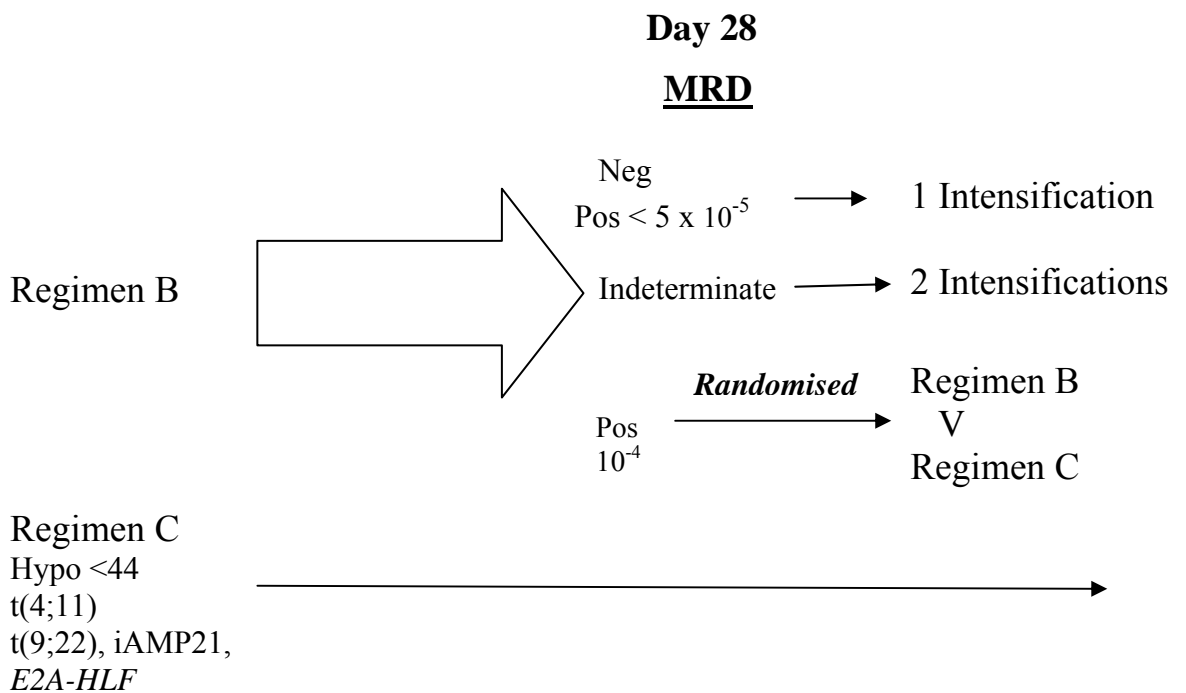 Day 28
MRD
Neg
Pos < 5 x 10⁻⁵
1 Intensification
Regimen B
Indeterminate
2 Intensifications
Randomised
Pos
10⁻⁴
Regimen B
V
Regimen C
Regimen C
Hypo <44
t(4;11)
t(9;22), iAMP21,
E2A-HLF